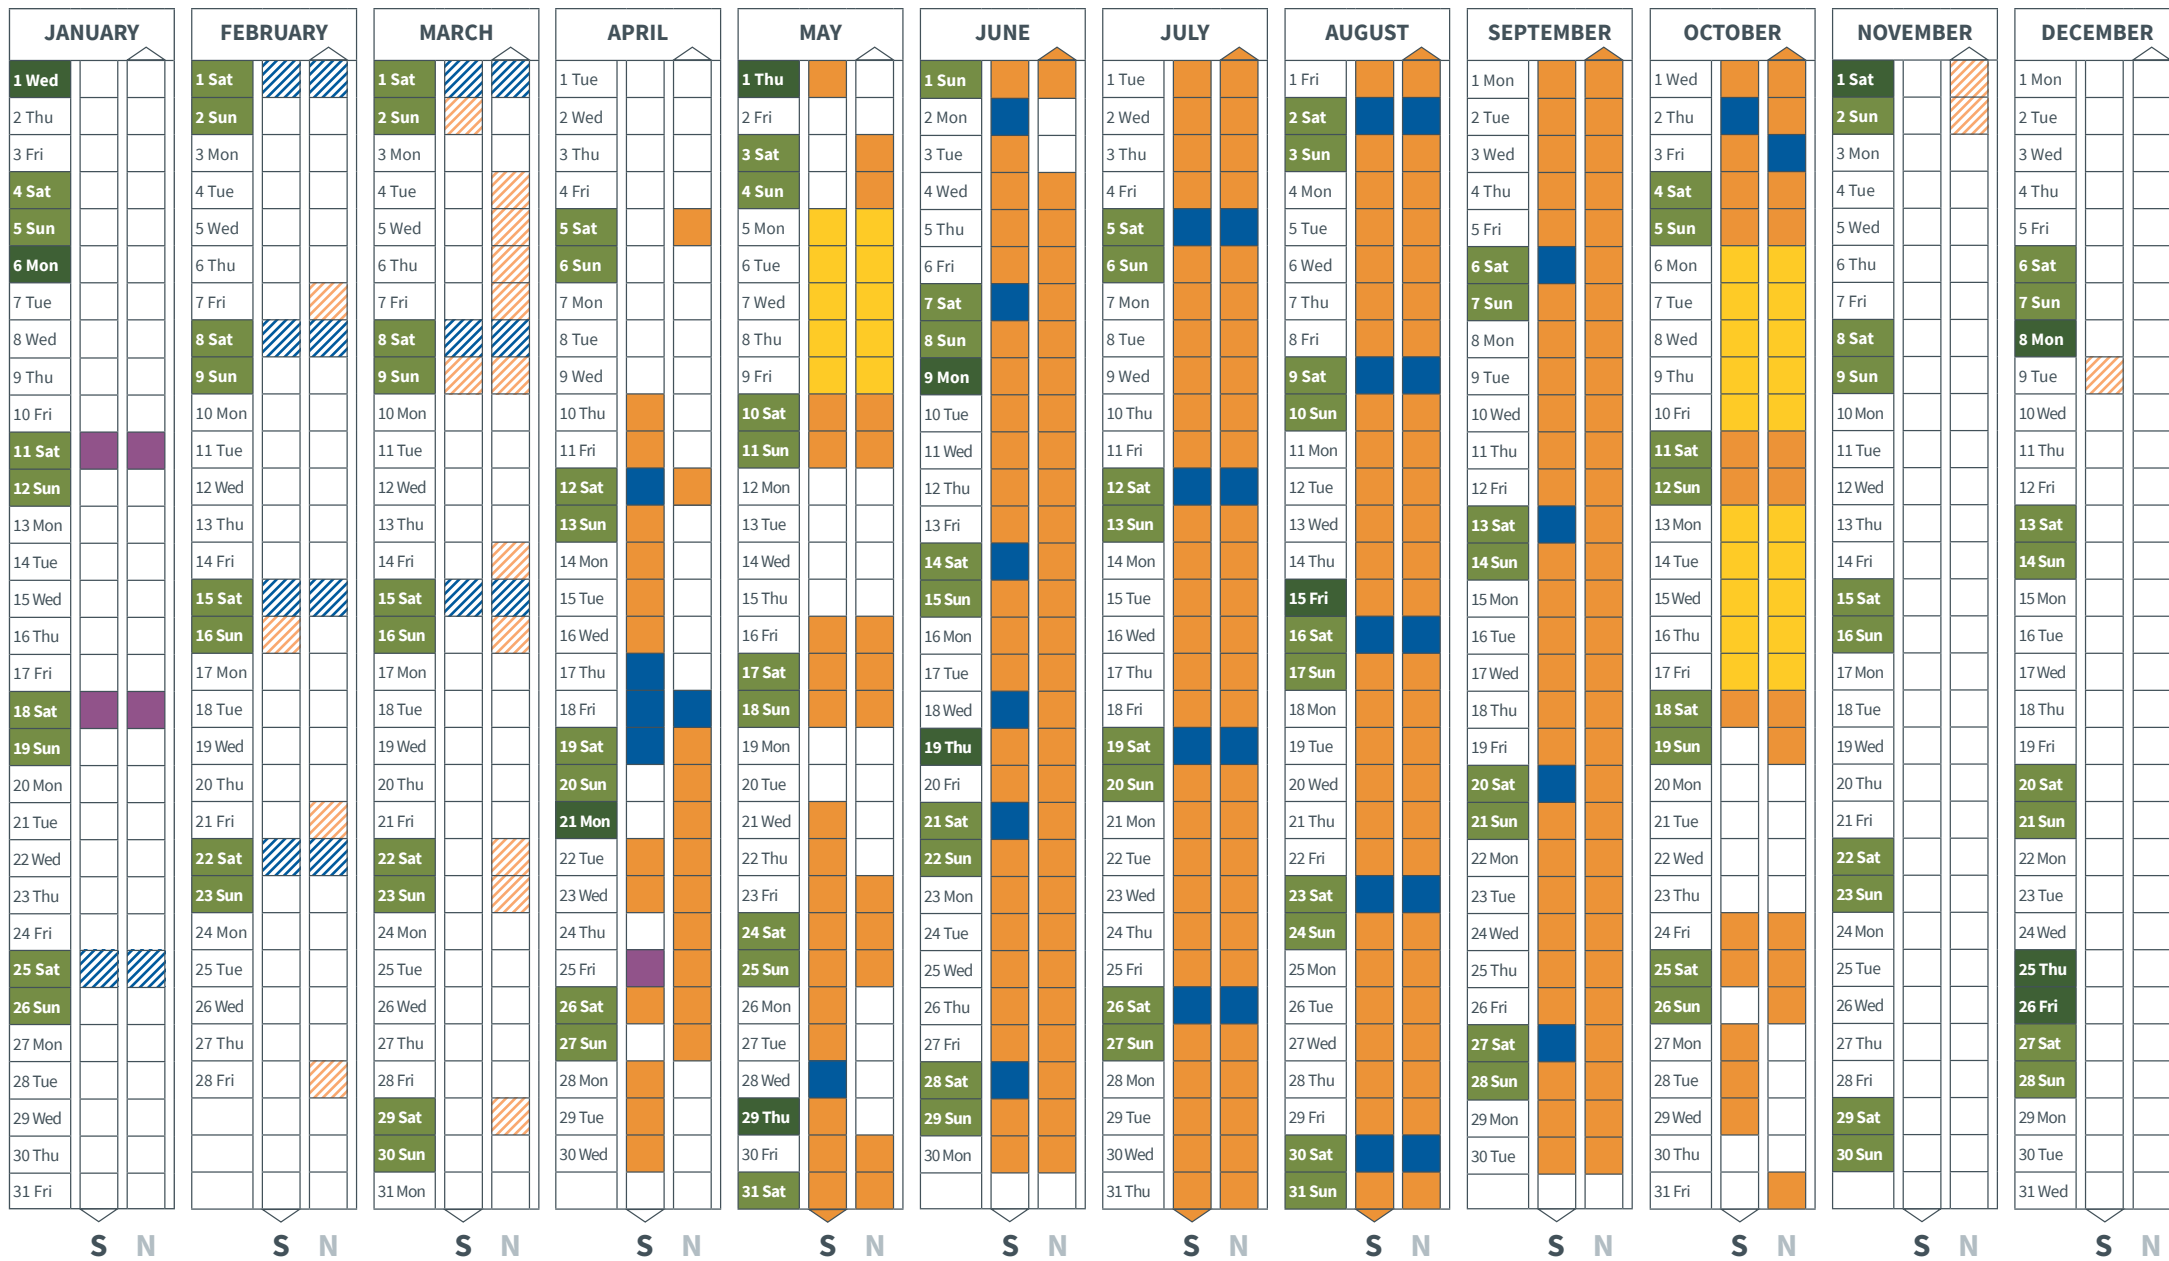 JANUARY FEBRUARY MARCH APRIL MAY JUNE JULY AUGUST SEPTEMBER OCTOBER NOVEMBER DECEMBER
1 Wed 1 Sat 1 Sat 1 Tue 1 Thu 1 Sun 1 Tue 1 Fri 1 Mon 1 Wed 1 Sat 1 Mon
2 Thu 2 Sun 2 Sun 2 Wed 2 Fri 2 Mon 2 Wed 2 Sat 2 Tue 2 Thu 2 Sun 2 Tue
3 Fri 3 Mon 3 Mon 3 Thu 3 Sat 3 Tue 3 Thu 3 Sun 3 Wed 3 Fri 3 Mon 3 Wed
4 Sat 4 Tue 4 Tue 4 Fri 4 Sun 4 Wed 4 Fri 4 Mon 4 Thu 4 Sat 4 Tue 4 Thu
5 Sun 5 Wed 5 Wed 5 Sat 5 Mon 5 Thu 5 Sat 5 Tue 5 Fri 5 Sun 5 Wed 5 Fri
6 Mon 6 Thu 6 Thu 6 Sun 6 Tue 6 Fri 6 Sun 6 Wed 6 Sat 6 Mon 6 Thu 6 Sat
7 Tue 7 Fri 7 Fri 7 Mon 7 Wed 7 Sat 7 Mon 7 Thu 7 Sun 7 Tue 7 Fri 7 Sun
8 Wed 8 Sat 8 Sat 8 Tue 8 Thu 8 Sun 8 Tue 8 Fri 8 Mon 8 Wed 8 Sat 8 Mon
9 Thu 9 Sun 9 Sun 9 Wed 9 Fri 9 Mon 9 Wed 9 Sat 9 Tue 9 Thu 9 Sun 9 Tue
10 Fri 10 Mon 10 Mon 10 Thu 10 Sat 10 Tue 10 Thu 10 Sun 10 Wed 10 Fri 10 Mon 10 Wed
11 Sat 11 Tue 11 Tue 11 Fri 11 Sun 11 Wed 11 Fri 11 Mon 11 Thu 11 Sat 11 Tue 11 Thu
12 Sun 12 Wed 12 Wed 12 Sat 12 Mon 12 Thu 12 Sat 12 Tue 12 Fri 12 Sun 12 Wed 12 Fri
13 Mon 13 Thu 13 Thu 13 Sun 13 Tue 13 Fri 13 Sun 13 Wed 13 Sat 13 Mon 13 Thu 13 Sat
14 Tue 14 Fri 14 Fri 14 Mon 14 Wed 14 Sat 14 Mon 14 Thu 14 Sun 14 Tue 14 Fri 14 Sun
15 Wed 15 Sat 15 Sat 15 Tue 15 Thu 15 Sun 15 Tue 15 Fri 15 Mon 15 Wed 15 Sat 15 Mon
16 Thu 16 Sun 16 Sun 16 Wed 16 Fri 16 Mon 16 Wed 16 Sat 16 Tue 16 Thu 16 Sun 16 Tue
17 Fri 17 Mon 17 Mon 17 Thu 17 Sat 17 Tue 17 Thu 17 Sun 17 Wed 17 Fri 17 Mon 17 Wed
18 Sat 18 Tue 18 Tue 18 Fri 18 Sun 18 Wed 18 Fri 18 Mon 18 Thu 18 Sat 18 Tue 18 Thu
19 Sun 19 Wed 19 Wed 19 Sat 19 Mon 19 Thu 19 Sat 19 Tue 19 Fri 19 Sun 19 Wed 19 Fri
20 Mon 20 Thu 20 Thu 20 Sun 20 Tue 20 Fri 20 Sun 20 Wed 20 Sat 20 Mon 20 Thu 20 Sat
21 Tue 21 Fri 21 Fri 21 Mon 21 Wed 21 Sat 21 Mon 21 Thu 21 Sun 21 Tue 21 Fri 21 Sun
22 Wed 22 Sat 22 Sat 22 Tue 22 Thu 22 Sun 22 Tue 22 Fri 22 Mon 22 Wed 22 Sat 22 Mon
23 Thu 23 Sun 23 Sun 23 Wed 23 Fri 23 Mon 23 Wed 23 Sat 23 Tue 23 Thu 23 Sun 23 Tue
24 Fri 24 Mon 24 Mon 24 Thu 24 Sat 24 Tue 24 Thu 24 Sun 24 Wed 24 Fri 24 Mon 24 Wed
25 Sat 25 Tue 25 Tue 25 Fri 25 Sun 25 Wed 25 Fri 25 Mon 25 Thu 25 Sat 25 Tue 25 Thu
26 Sun 26 Wed 26 Wed 26 Sat 26 Mon 26 Thu 26 Sat 26 Tue 26 Fri 26 Sun 26 Wed 26 Fri
27 Mon 27 Thu 27 Thu 27 Sun 27 Tue 27 Fri 27 Sun 27 Wed 27 Sat 27 Mon 27 Thu 27 Sat
28 Tue 28 Fri 28 Fri 28 Mon 28 Wed 28 Sat 28 Mon 28 Thu 28 Sun 28 Tue 28 Fri 28 Sun
29 Wed 29 Sat 29 Tue 29 Thu 29 Sun 29 Tue 29 Fri 29 Mon 29 Wed 29 Sat 29 Mon
30 Thu 30 Sun 30 Wed 30 Fri 30 Mon 30 Wed 30 Sat 30 Tue 30 Thu 30 Sun 30 Tue
31 Fri 31 Mon 31 Sat 31 Thu 31 Sun 31 Fri 31 Wed
S N S N S N S N S N S N S N S N S N S N S N S N